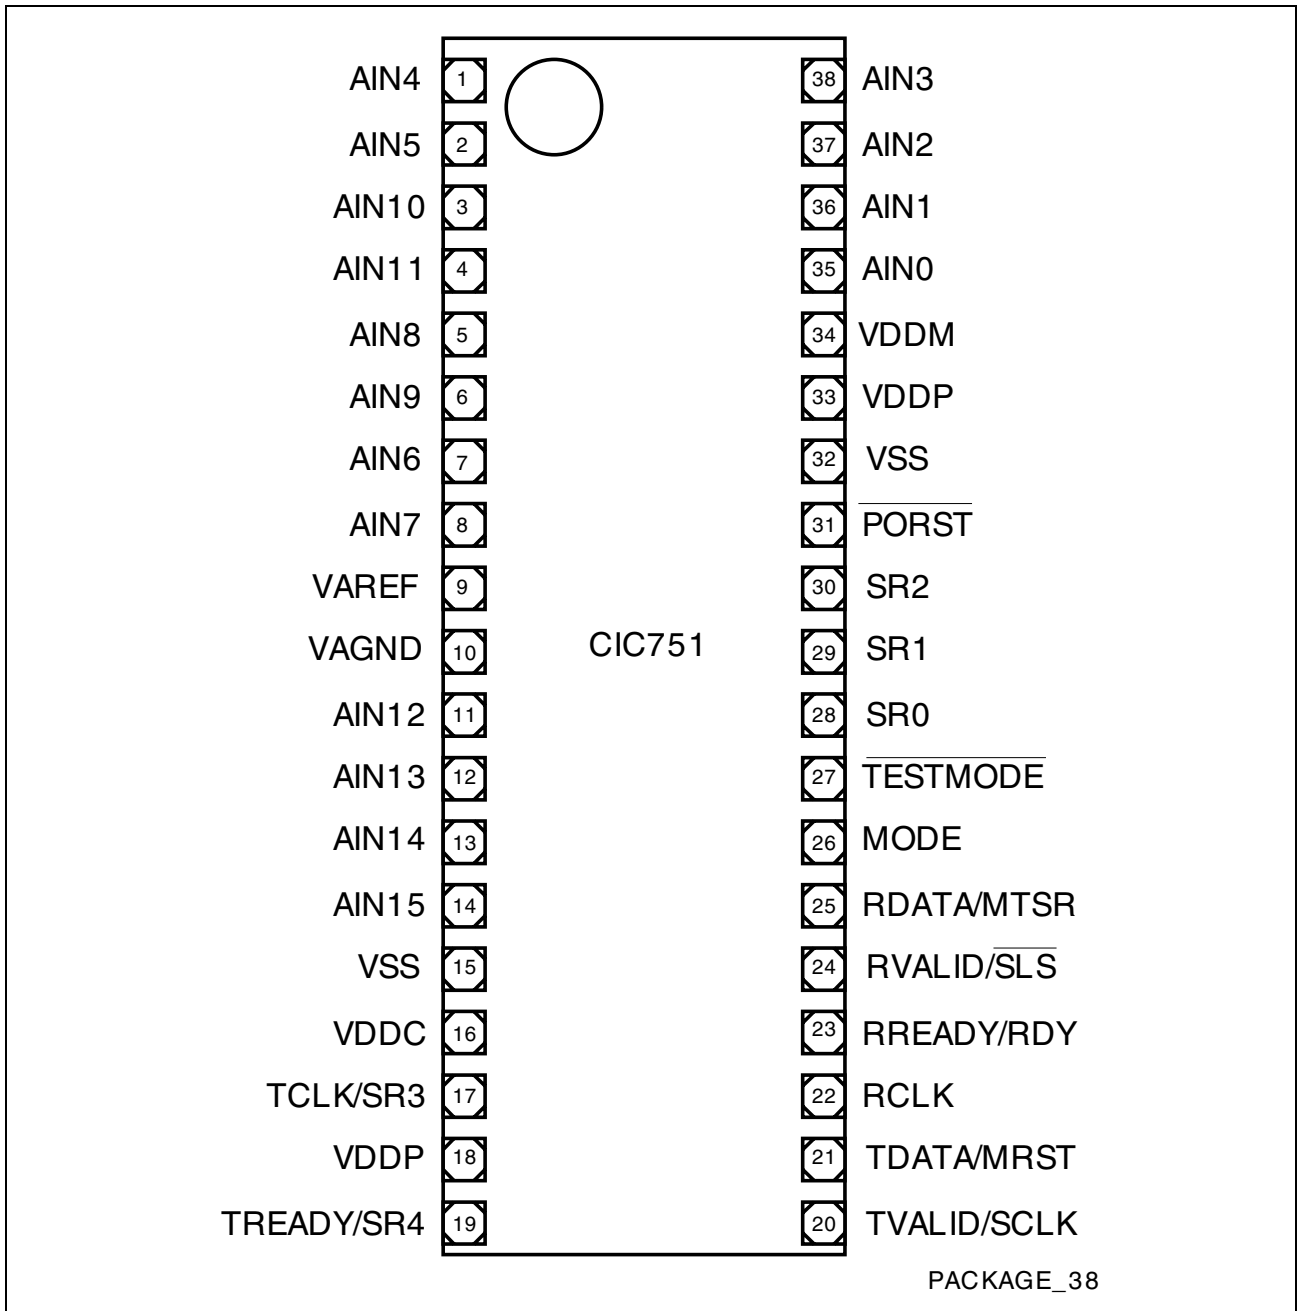 AIN4 1 38 AIN3
AIN5 2 37 AIN2
AIN10 3 36 AIN1
AIN11 4 35 AIN0
AIN8 5 34 VDDM
AIN9 6 33 VDDP
AIN6 7 32 VSS
AIN7 8 31 PORST
VAREF 9 30 SR2
VAGND 10 CIC751 29 SR1
AIN12 11 28 SR0
AIN13 12 27 TESTMODE
AIN14 13 26 MODE
AIN15 14 25 RDATA/MTSR
VSS 15 24 RVALID/SLS
VDDC 16 23 RREADY/RDY
TCLK/SR3 17 22 RCLK
VDDP 18 21 TDATA/MRST
TREADY/SR4 19 20 TVALID/SCLK
PACKAGE_38